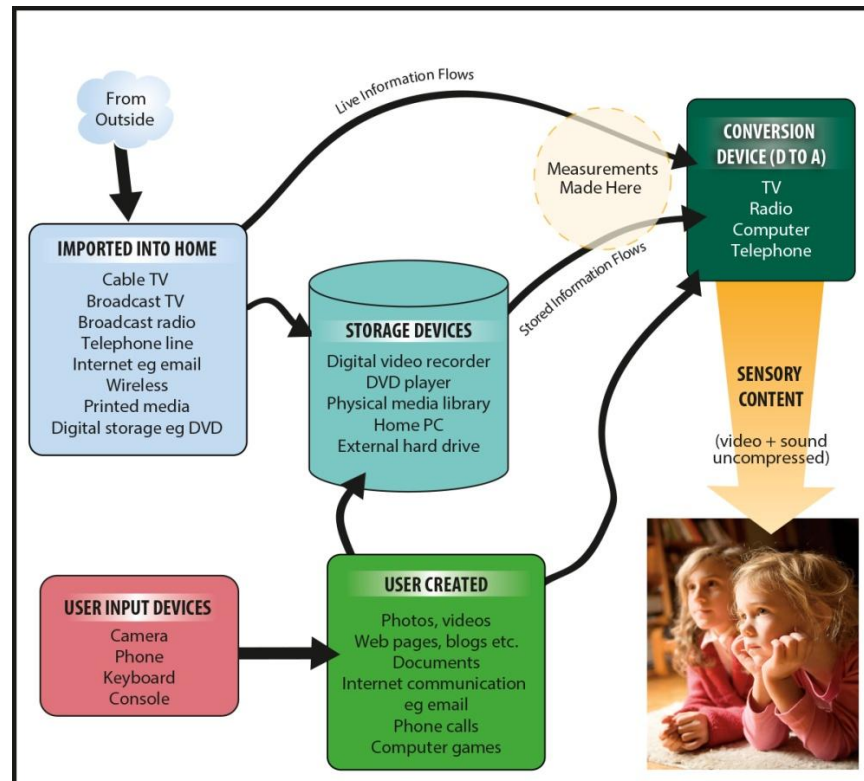 From
Outside
Live Information Flows
Measurements
Made Here
CONVERSION
DEVICE (D TO A)
TV
Radio
Computer
Telephone
IMPORTED INTO HOME
Cable TV
Broadcast TV
Broadcast radio
Telephone line
Internet eg email
Wireless
Printed media
Digital storage eg DVD
STORAGE DEVICES
Digital video recorder
DVD player
Physical media library
Home PC
External hard drive
Stored Information Flows
SENSORY
CONTENT
(video + sound
uncompressed)
USER INPUT DEVICES
Camera
Phone
Keyboard
Console
USER CREATED
Photos, videos
Web pages, blogs etc.
Documents
Internet communication
eg email
Phone calls
Computer games